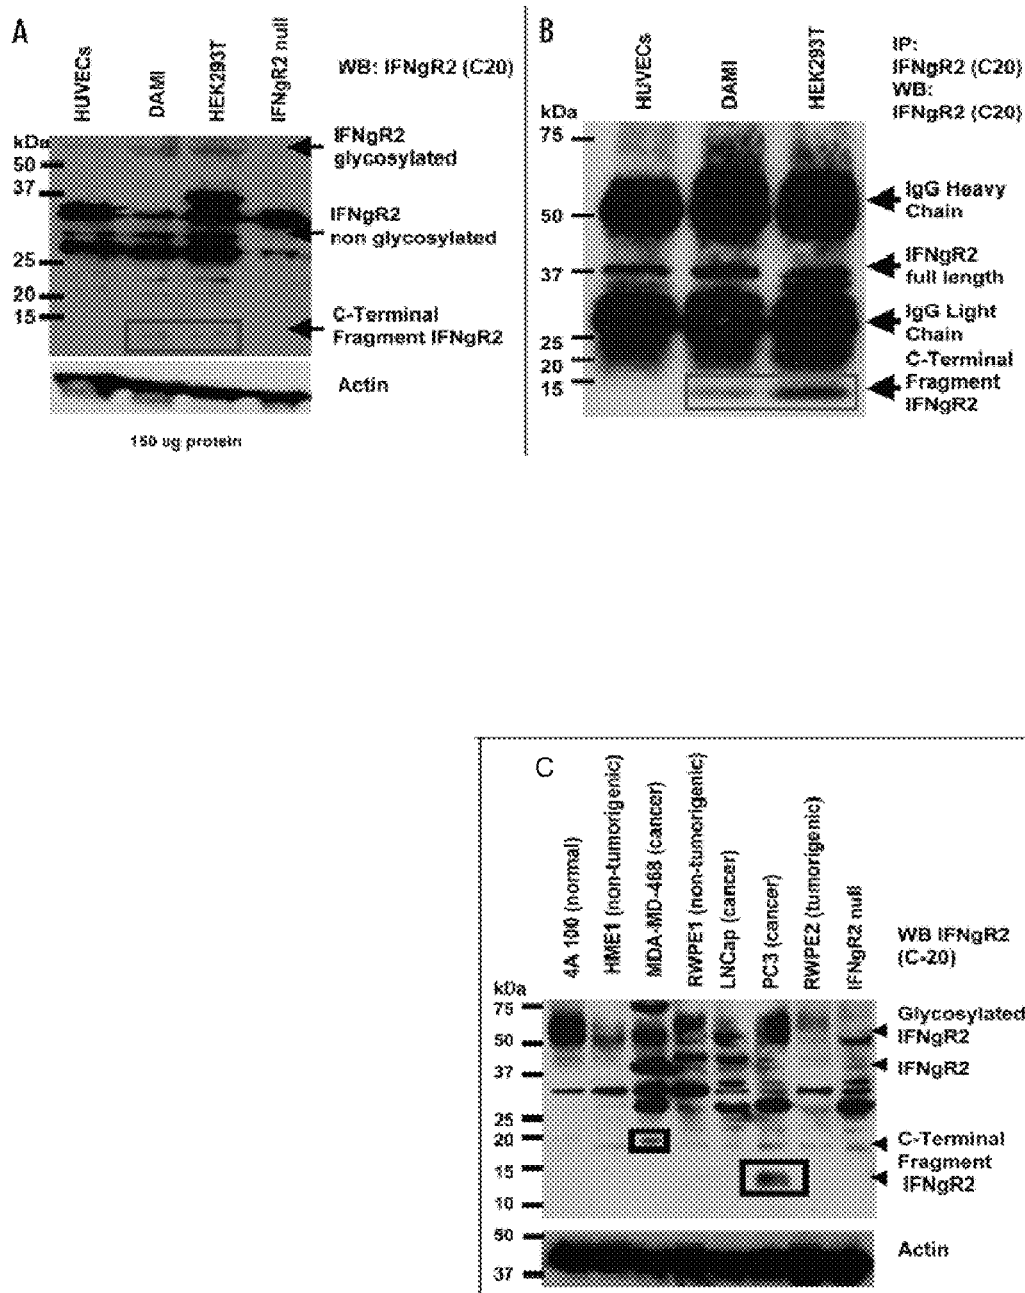 A
HUVECs
DAMI
HEK293T
IFNgR2 null
WB: IFNgR2 (C20)
kDa
50
37
25
20
15
IFNgR2
glycosylated
IFNgR2
non glycosylated
C-Terminal
Fragment IFNgR2
Actin
150 ug protein
B
HUVECs
DAMI
HEK293T
IP:
IFNgR2 (C20)
WB:
IFNgR2 (C20)
kDa
75
50
37
25
20
15
IgG Heavy
Chain
IFNgR2
full length
IgG Light
Chain
C-Terminal
Fragment
IFNgR2
C
4A 100 (normal)
HME1 (non-tumorigenic)
MDA-MD-468 (cancer)
RWPE1 (non-tumorigenic)
LNCap (cancer)
PC3 (cancer)
RWPE2 (tumorigenic)
IFNgR2 null
WB IFNgR2
(C-20)
kDa
75
50
37
25
20
15
10
50
37
Glycosylated
IFNgR2
IFNgR2
C-Terminal
Fragment
IFNgR2
Actin